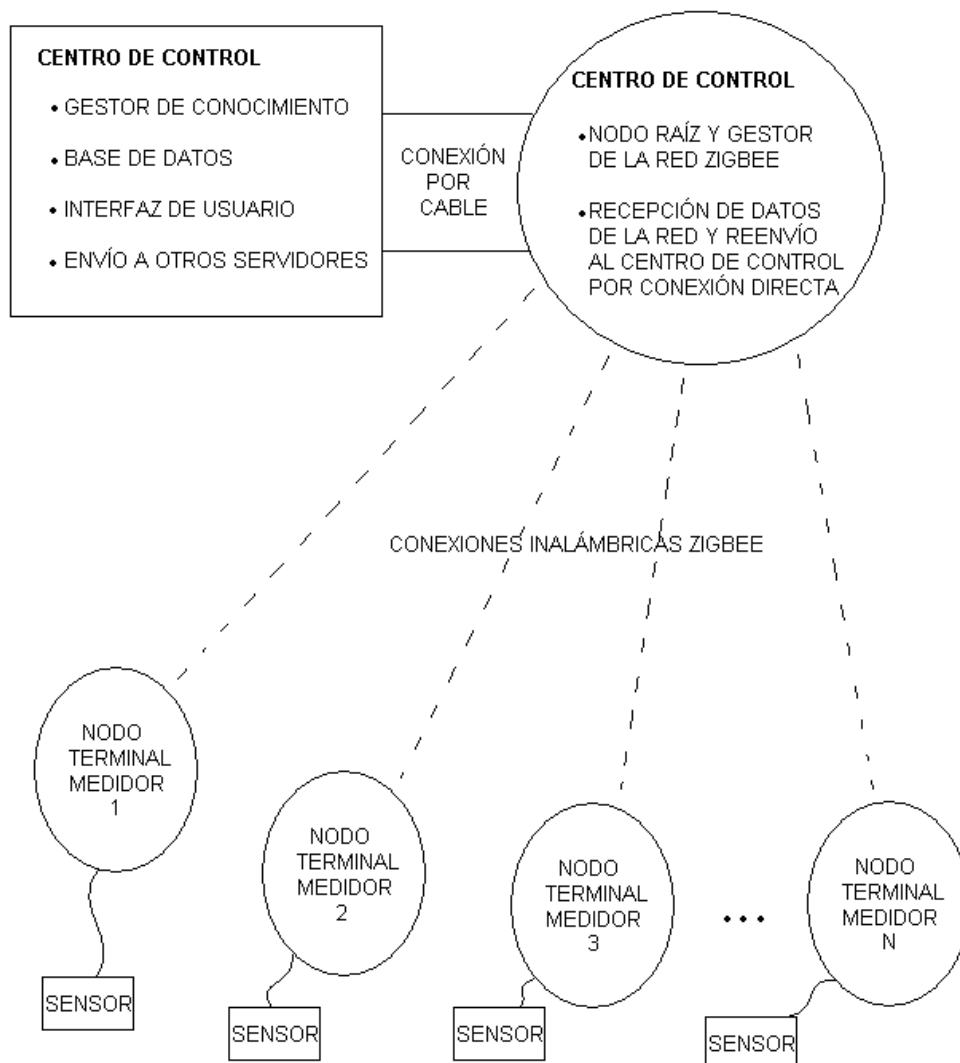 CENTRO DE CONTROL
• GESTOR DE CONOCIMIENTO
• BASE DE DATOS
• INTERFAZ DE USUARIO
• ENVÍO A OTROS SERVIDORES
CONEXIÓN
POR
CABLE
CENTRO DE CONTROL
• NODO RAÍZ Y GESTOR
DE LA RED ZIGBEE
• RECEPCIÓN DE DATOS
DE LA RED Y REENVÍO
AL CENTRO DE CONTROL
POR CONEXIÓN DIRECTA
CONEXIONES INALÁMBRICAS ZIGBEE
NODO
TERMINAL
MEDIDOR
1
NODO
TERMINAL
MEDIDOR
2
NODO
TERMINAL
MEDIDOR
3
...
NODO
TERMINAL
MEDIDOR
N
SENSOR
SENSOR
SENSOR
SENSOR